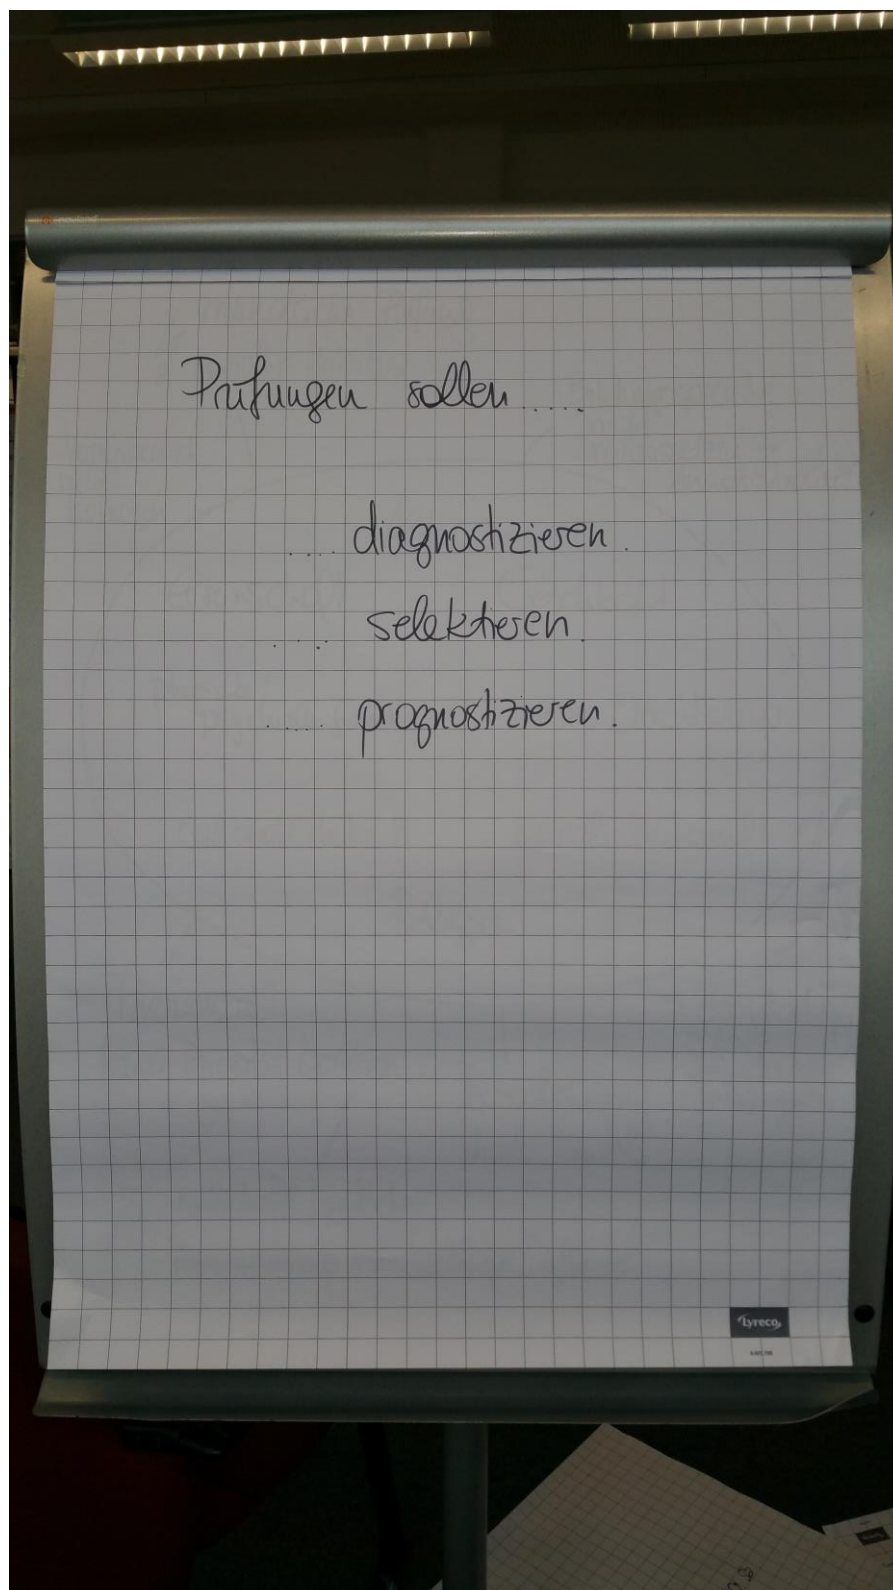 Prüfungen sollen .....
.... diagnostizieren.
.... selektieren.
.... prognostizieren.
Lyreco